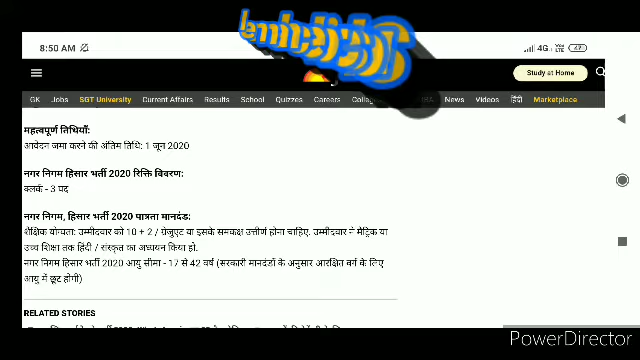 8:50 AM
4G 47
Study at Home
GK Jobs SGT University Current Affairs Results School Quizzes Careers News Videos हिंदी Marketplace
महत्वपूर्ण तिथियाँ:
आवेदन जमा करने की अंतिम तिथि: 1 जून 2020
नगर निगम हिसार भर्ती 2020 रिक्ति विवरण:
क्लर्क - 3 पद
नगर निगम, हिसार भर्ती 2020 पात्रता मानदंड:
शैक्षिक योग्यता: उम्मीदवार को 10 + 2 / ग्रेजुएट या इसके समकक्ष उत्तीर्ण होना चाहिए. उम्मीदवार ने मैट्रिक या
उच्च शिक्षा तक हिंदी / संस्कृत का अध्ययन किया हो.
नगर निगम हिसार भर्ती 2020 आयु सीमा - 17 से 42 वर्ष (सरकारी मानदंडों के अनुसार आरक्षित वर्ग के लिए
आयु में छूट होगी)
RELATED STORIES
PowerDirector